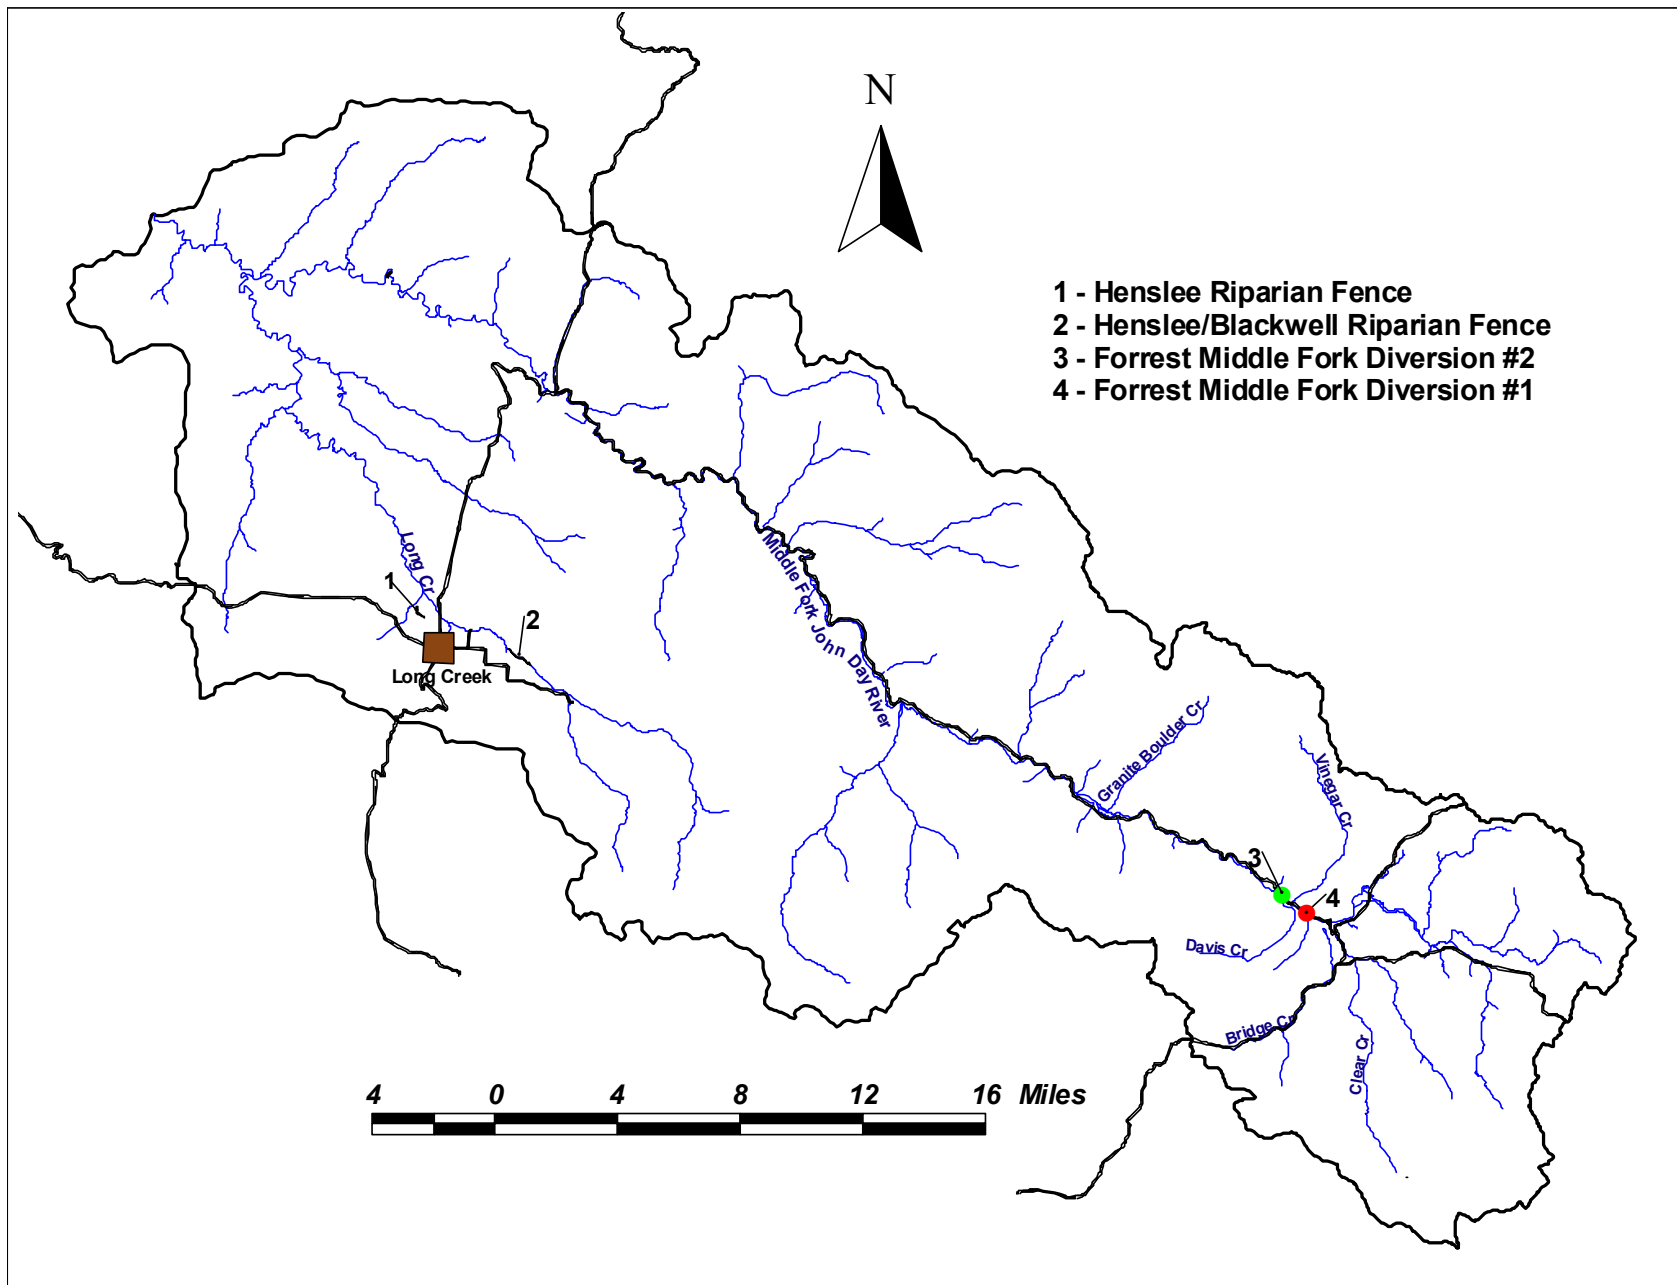 N
1 - Henslee Riparian Fence
2 - Henslee/Blackwell Riparian Fence
3 - Forrest Middle Fork Diversion #2
4 - Forrest Middle Fork Diversion #1
Long Cr
1
2
Long Creek
Middle Fork John Day River
Granite Boulder Cr
Vinegar Cr
3
4
Davis Cr
Bridge Cr
Clear Cr
4 0 4 8 12 16 Miles